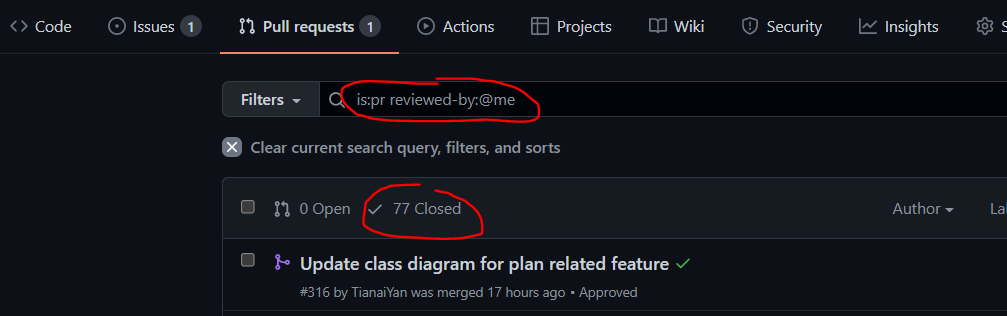 Code Issues 1 Pull requests 1 Actions Projects Wiki Security Insights S
Filters is:pr reviewed-by:@me
Clear current search query, filters, and sorts
0 Open 77 Closed Author La
Update class diagram for plan related feature
#316 by TianaiYan was merged 17 hours ago • Approved